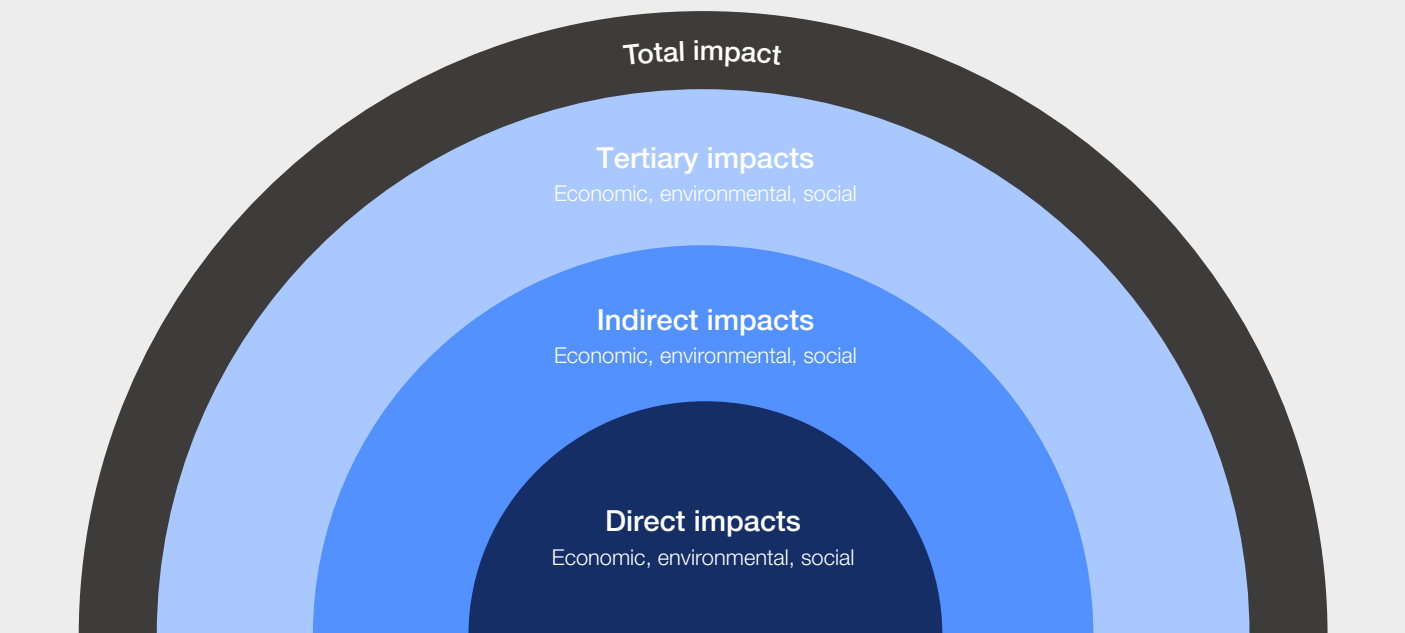 Total impact
Tertiary impacts
Economic, environmental, social
Indirect impacts
Economic, environmental, social
Direct impacts
Economic, environmental, social